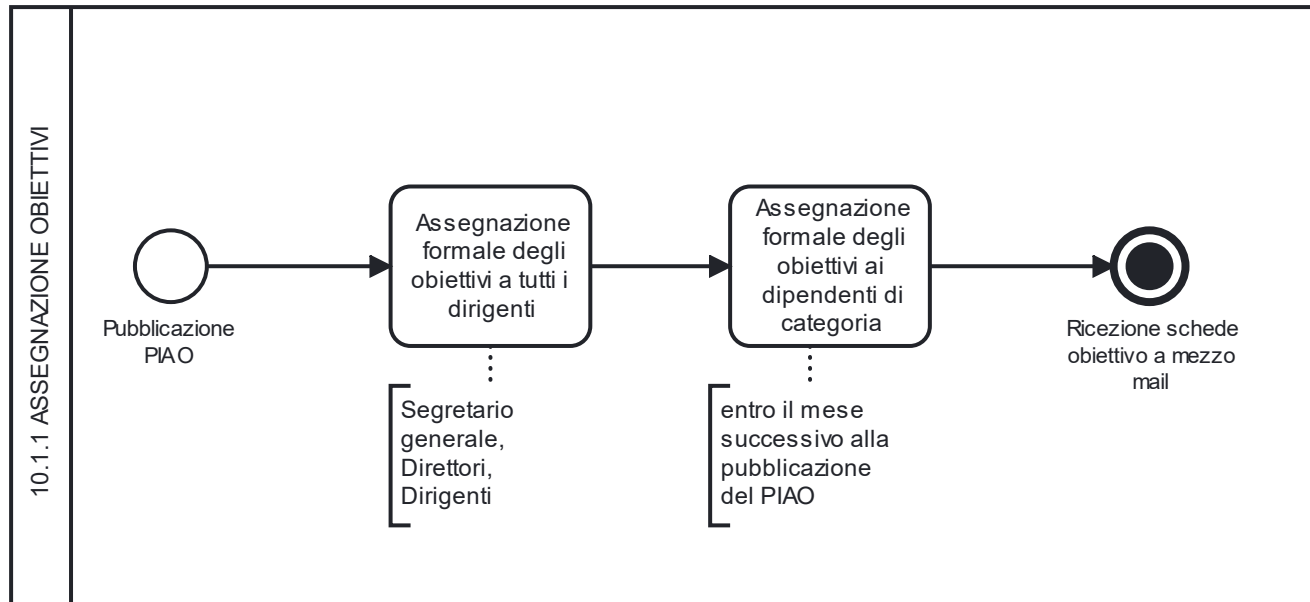 10.1.1 ASSEGNAZIONE OBIETTIVI
Pubblicazione
PIAO
Assegnazione
formale degli
obiettivi a tutti i
dirigenti
Segretario
generale,
Direttori,
Dirigenti
Assegnazione
formale degli
obiettivi ai
dipendenti di
categoria
entro il mese
successivo alla
pubblicazione
del PIAO
Ricezione schede
obiettivo a mezzo
mail